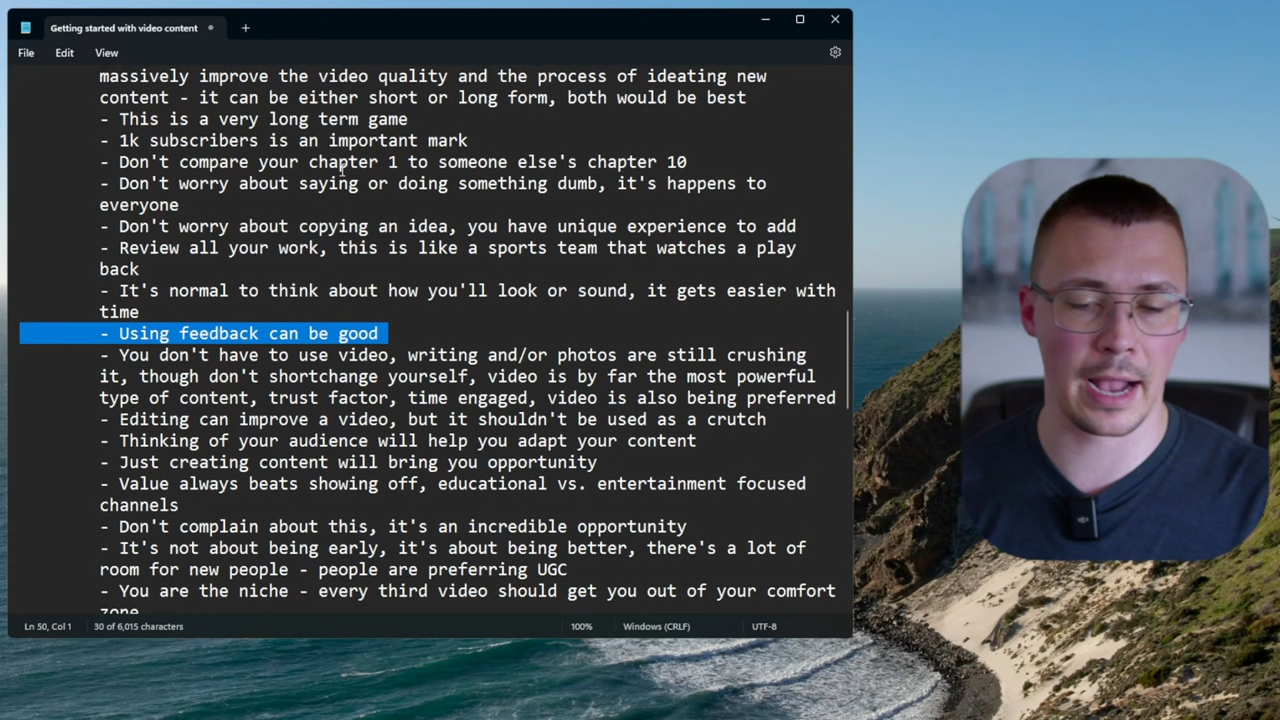 Getting started with video content
File Edit View
massively improve the video quality and the process of ideating new
content - it can be either short or long form, both would be best
- This is a very long term game
- 1k subscribers is an important mark
- Don't compare your chapter 1 to someone else's chapter 10
- Don't worry about saying or doing something dumb, it's happens to
everyone
- Don't worry about copying an idea, you have unique experience to add
- Review all your work, this is like a sports team that watches a play
back
- It's normal to think about how you'll look or sound, it gets easier with
time
- Using feedback can be good
- You don't have to use video, writing and/or photos are still crushing
it, though don't shortchange yourself, video is by far the most powerful
type of content, trust factor, time engaged, video is also being preferred
- Editing can improve a video, but it shouldn't be used as a crutch
- Thinking of your audience will help you adapt your content
- Just creating content will bring you opportunity
- Value always beats showing off, educational vs. entertainment focused
channels
- Don't complain about this, it's an incredible opportunity
- It's not about being early, it's about being better, there's a lot of
room for new people - people are preferring UGC
- You are the niche - every third video should get you out of your comfort
zone
Ln 50, Col 1 30 of 6,015 characters 100% Windows (CRLF) UTF-8